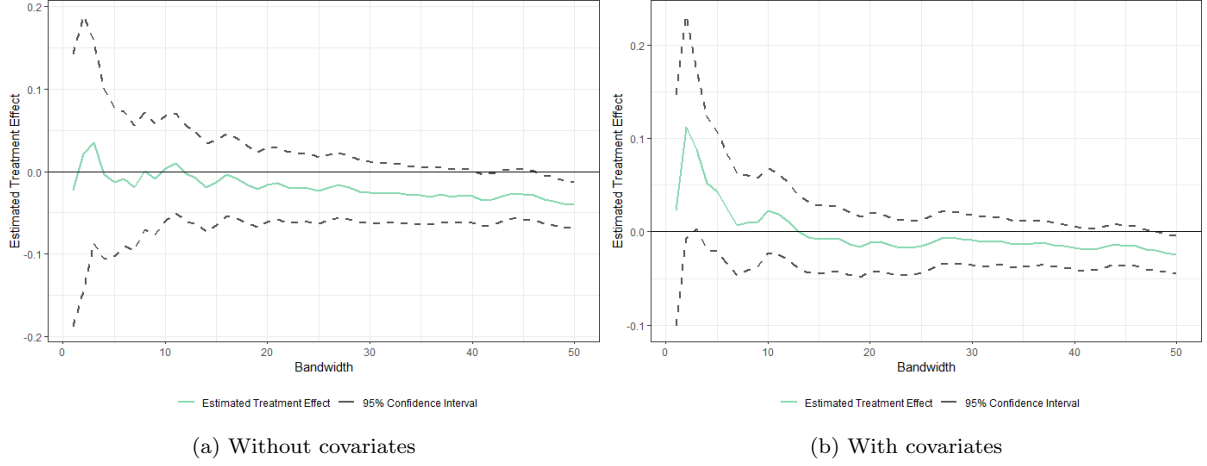 0.2
0.1
0.0
-0.1
-0.2
Estimated Treatment Effect
0 10 20 30 40 50
Bandwidth
Estimated Treatment Effect 95% Confidence Interval
(a) Without covariates
0.2
0.1
0.0
-0.1
Estimated Treatment Effect
0 10 20 30 40 50
Bandwidth
Estimated Treatment Effect 95% Confidence Interval
(b) With covariates